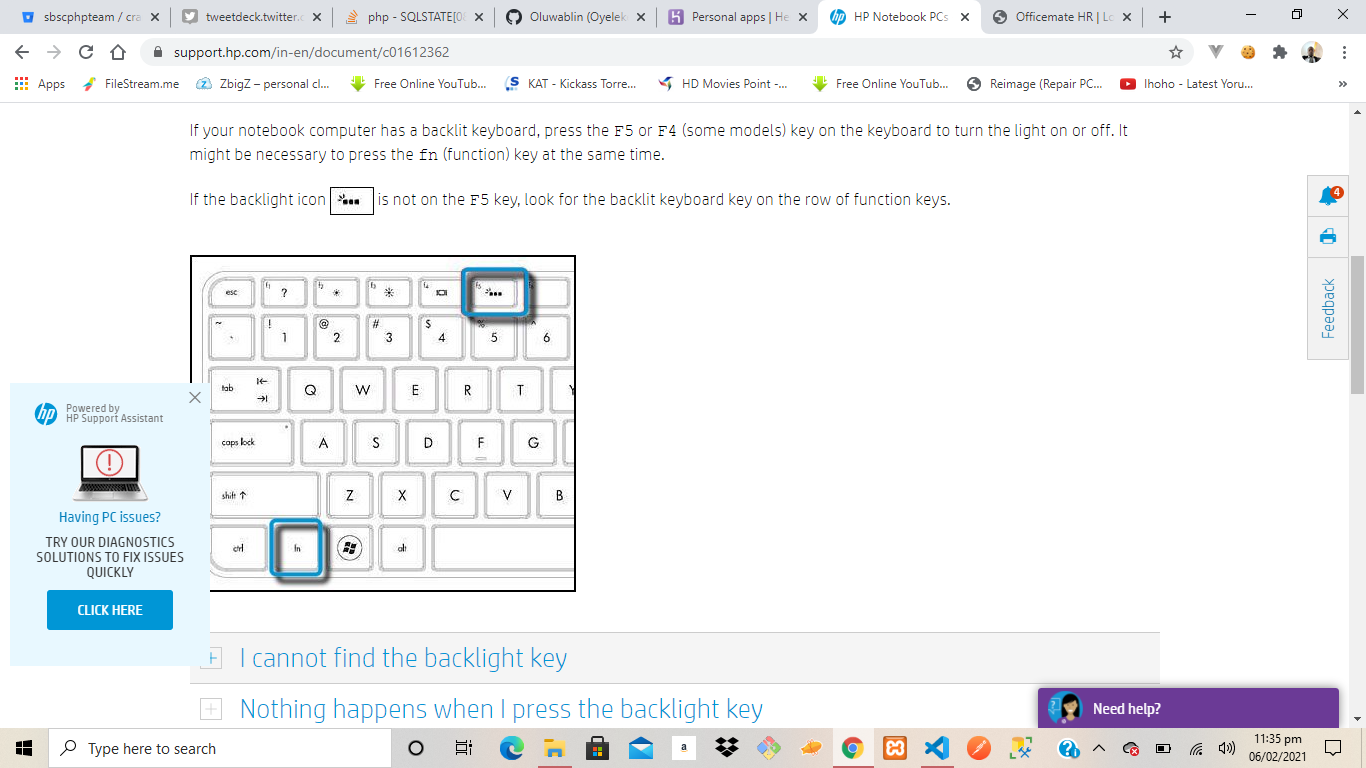 sbscphpteam / cra
tweetdeck.twitter.c
php - SQLSTATE[08
Oluwablin (Oyelek
Personal apps | He
HP Notebook PCs
Officemate HR | Lo
support.hp.com/in-en/document/c01612362
Apps
FileStream.me
ZbigZ – personal cl...
Free Online YouTub...
KAT - Kickass Torre...
HD Movies Point -...
Free Online YouTub...
Reimage (Repair PC...
Ihoho - Latest Yoru...
»
If your notebook computer has a backlit keyboard, press the F5 or F4 (some models) key on the keyboard to turn the light on or off. It
might be necessary to press the fn (function) key at the same time.
If the backlight icon is not on the F5 key, look for the backlit keyboard key on the row of function keys.
4
Feedback
esc f1 ? f2 f3 f4 f5
~ ` ! 1 @ 2 # 3 $ 4 % 5 ^ 6
tab Q W E R T Y
caps lock A S D F G
shift ↑ Z X C V B
ctrl fn alt
hp
Powered by
HP Support Assistant
Having PC issues?
TRY OUR DIAGNOSTICS
SOLUTIONS TO FIX ISSUES
QUICKLY
CLICK HERE
I cannot find the backlight key
Nothing happens when I press the backlight key
Need help?
Type here to search
a
11:35 pm
06/02/2021